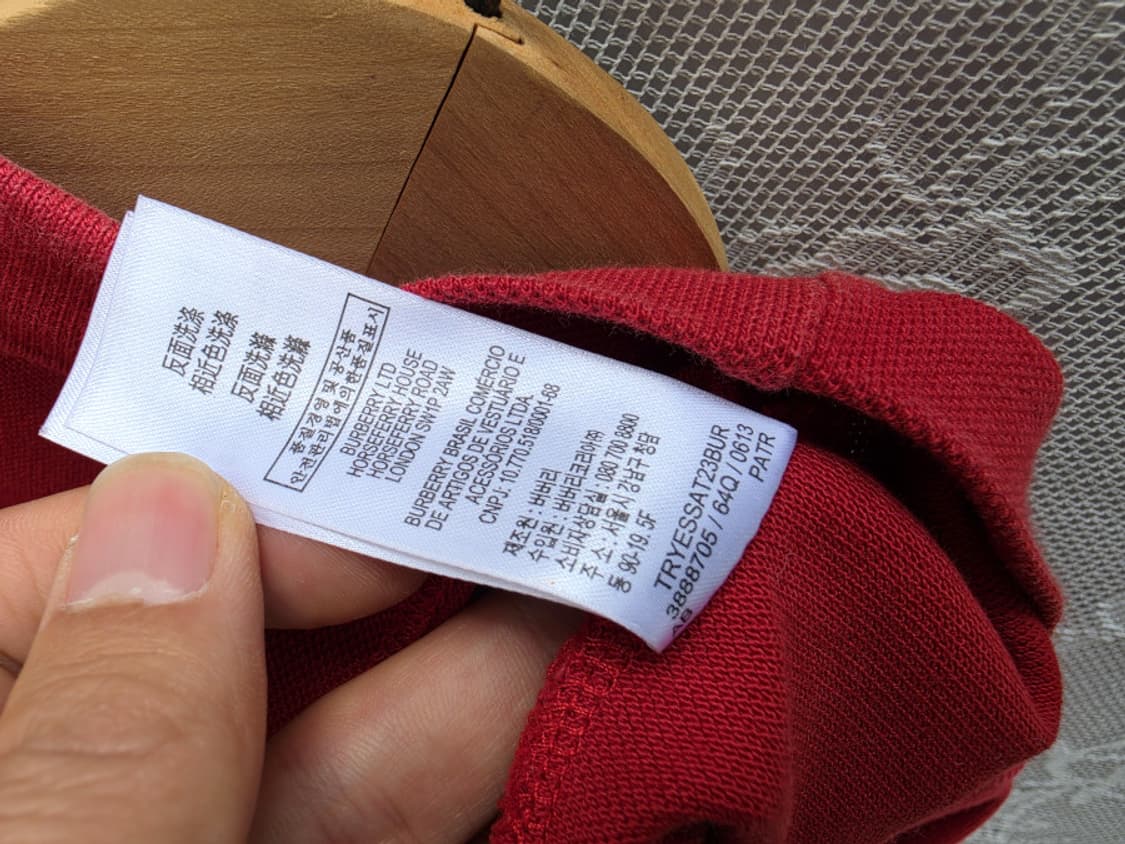 反面洗涤
相近色洗涤
反面洗滌
相近色洗滌
품질경영 및 공산품
안전관리법에의한품질표시
BURBERRY LTD
HORSEFERRY HOUSE
HORSEFERRY ROAD
LONDON SW1P 2AW
BURBERRY BRASIL COMERCIO
DE ARTIGOS DE VESTUARIO E
ACESSORIOS LTDA.
CNPJ: 10.770.518/0001-68
제조원: 버버리
수입원: 버버리코리아㈜
소비자상담실: 080 700 8800
주소: 서울시 강남구 청담
동 90-19. 5F
TRYESSAT23BUR
3888705 / 64Q / 0613
PATR